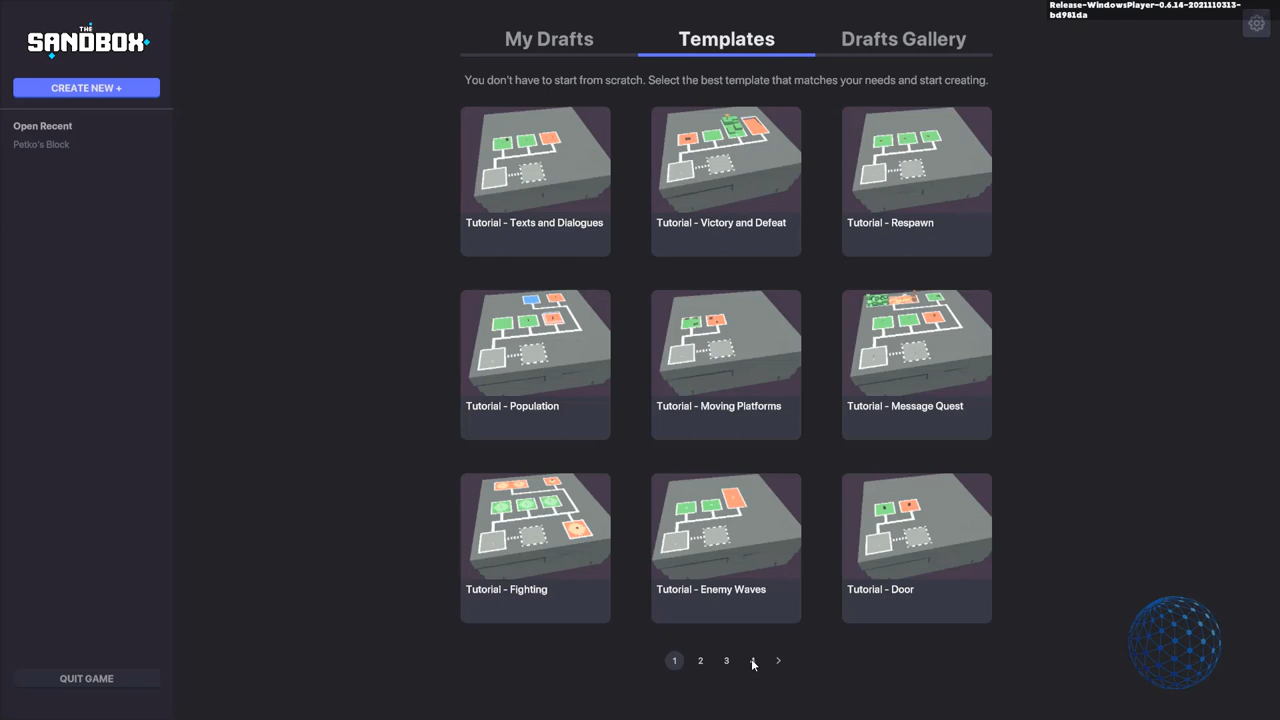 Release-WindowsPlayer-0.6.14-2021110313-
bd981da
THE
SANDBOX
CREATE NEW +
Open Recent
Petko's Block
QUIT GAME
My Drafts Templates Drafts Gallery
You don't have to start from scratch. Select the best template that matches your needs and start creating.
Tutorial - Texts and Dialogues
Tutorial - Victory and Defeat
Tutorial - Respawn
Tutorial - Population
Tutorial - Moving Platforms
Tutorial - Message Quest
Tutorial - Fighting
Tutorial - Enemy Waves
Tutorial - Door
1 2 3 >